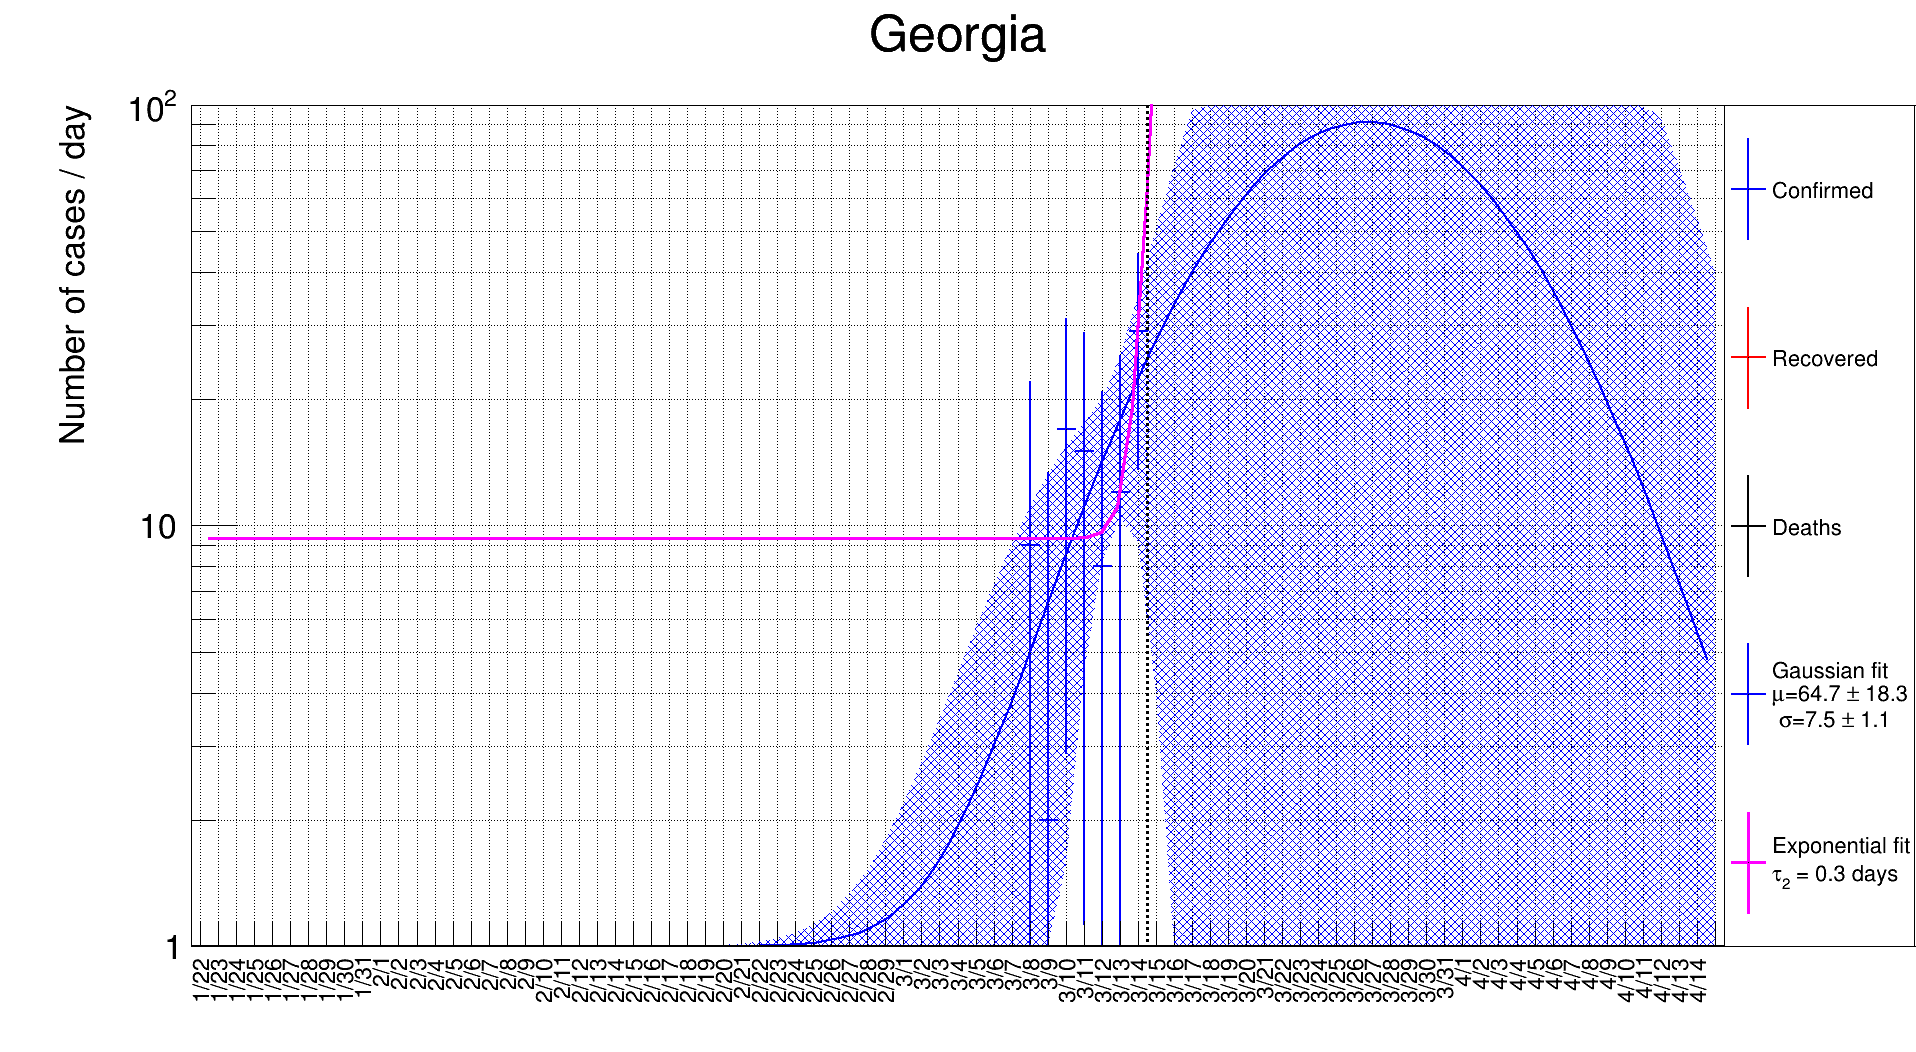 Georgia
Number of cases / day
10²
10
1
1/22 1/23 1/24 1/25 1/26 1/27 1/28 1/29 1/30 1/31 2/1 2/2 2/3 2/4 2/5 2/6 2/7 2/8 2/9 2/10 2/11 2/12 2/13 2/14 2/15 2/16 2/17 2/18 2/19 2/20 2/21 2/22 2/23 2/24 2/25 2/26 2/27 2/28 2/29 3/1 3/2 3/3 3/4 3/5 3/6 3/7 3/8 3/9 3/10 3/11 3/12 3/13 3/14 3/15 3/16 3/17 3/18 3/19 3/20 3/21 3/22 3/23 3/24 3/25 3/26 3/27 3/28 3/29 3/30 3/31 4/1 4/2 4/3 4/4 4/5 4/6 4/7 4/8 4/9 4/10 4/11 4/12 4/13 4/14
Confirmed
Recovered
Deaths
Gaussian fit
μ=64.7 ± 18.3
σ=7.5 ± 1.1
Exponential fit
τ₂ = 0.3 days